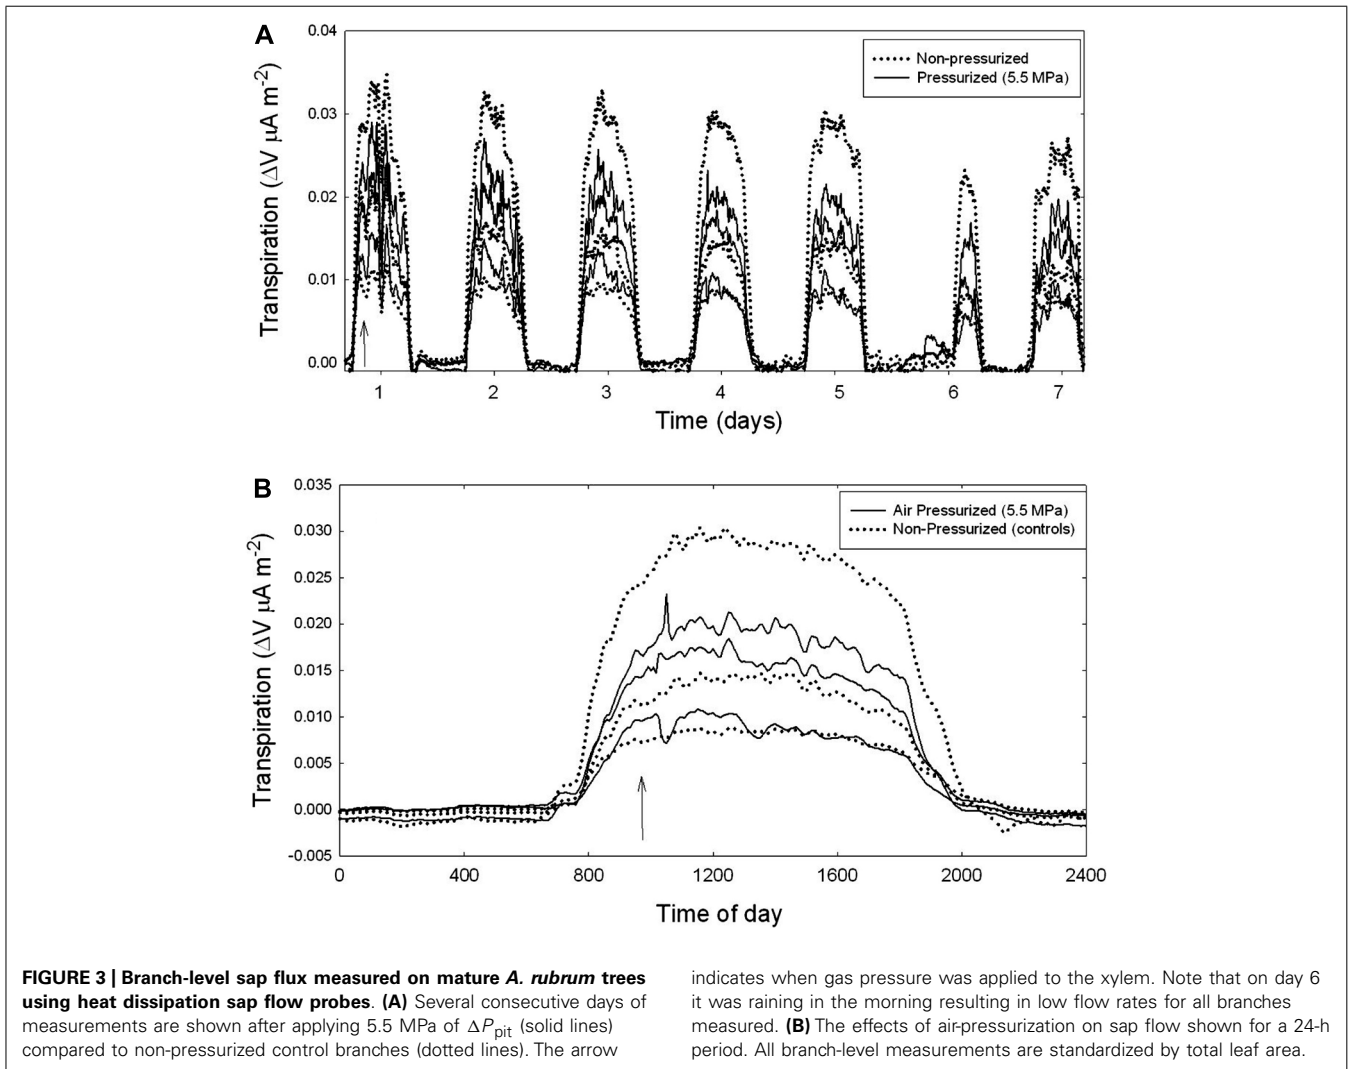 A
0.04
0.03
0.02
0.01
0.00
Transpiration (ΔV μA m-2)
Non-pressurized
Pressurized (5.5 MPa)
1 2 3 4 5 6 7
Time (days)
B
0.035
0.030
0.025
0.020
0.015
0.010
0.005
0.000
-0.005
Transpiration (ΔV μA m-2)
Air Pressurized (5.5 MPa)
Non-Pressurized (controls)
0 400 800 1200 1600 2000 2400
Time of day
FIGURE 3 | Branch-level sap flux measured on mature A. rubrum trees
using heat dissipation sap flow probes. (A) Several consecutive days of
measurements are shown after applying 5.5 MPa of ΔPpit (solid lines)
compared to non-pressurized control branches (dotted lines). The arrow
indicates when gas pressure was applied to the xylem. Note that on day 6
it was raining in the morning resulting in low flow rates for all branches
measured. (B) The effects of air-pressurization on sap flow shown for a 24-h
period. All branch-level measurements are standardized by total leaf area.